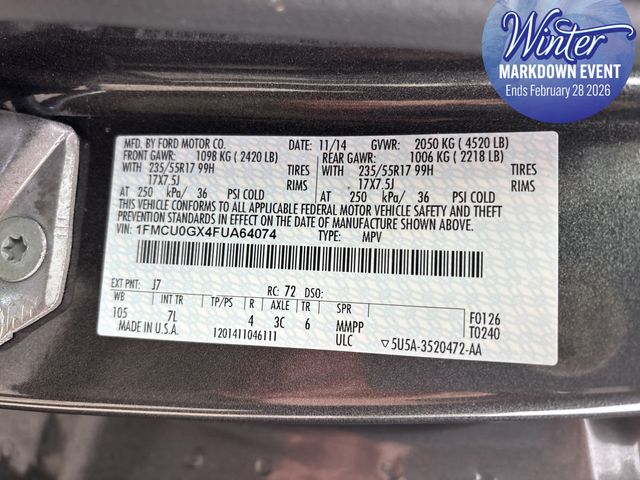 Winter
MARKDOWN EVENT
Ends February 28 2026
MFD. BY FORD MOTOR CO.
DATE: 11/14 GVWR: 2050 KG ( 4520 LB)
FRONT GAWR: 1098 KG ( 2420 LB) REAR GAWR: 1006 KG ( 2218 LB)
WITH 235/55R17 99H TIRES WITH 235/55R17 99H TIRES
17X7.5J RIMS 17X7.5J RIMS
AT 250 kPa/ 36 PSI COLD AT 250 kPa/ 36 PSI COLD
THIS VEHICLE CONFORMS TO ALL APPLICABLE FEDERAL MOTOR VEHICLE SAFETY AND THEFT
PREVENTION STANDARDS IN EFFECT ON THE DATE OF MANUFACTURE SHOWN ABOVE.
VIN: 1FMCU0GX4FUA64074 TYPE: MPV
EXT PNT: J7 RC: 72 DSO:
WB INT TR TP/PS R AXLE TR SPR F0126
105 7L 4 3C 6 MMPP T0240
MADE IN U.S.A. 1201411046111 ULC ▽5U5A-3520472-AA